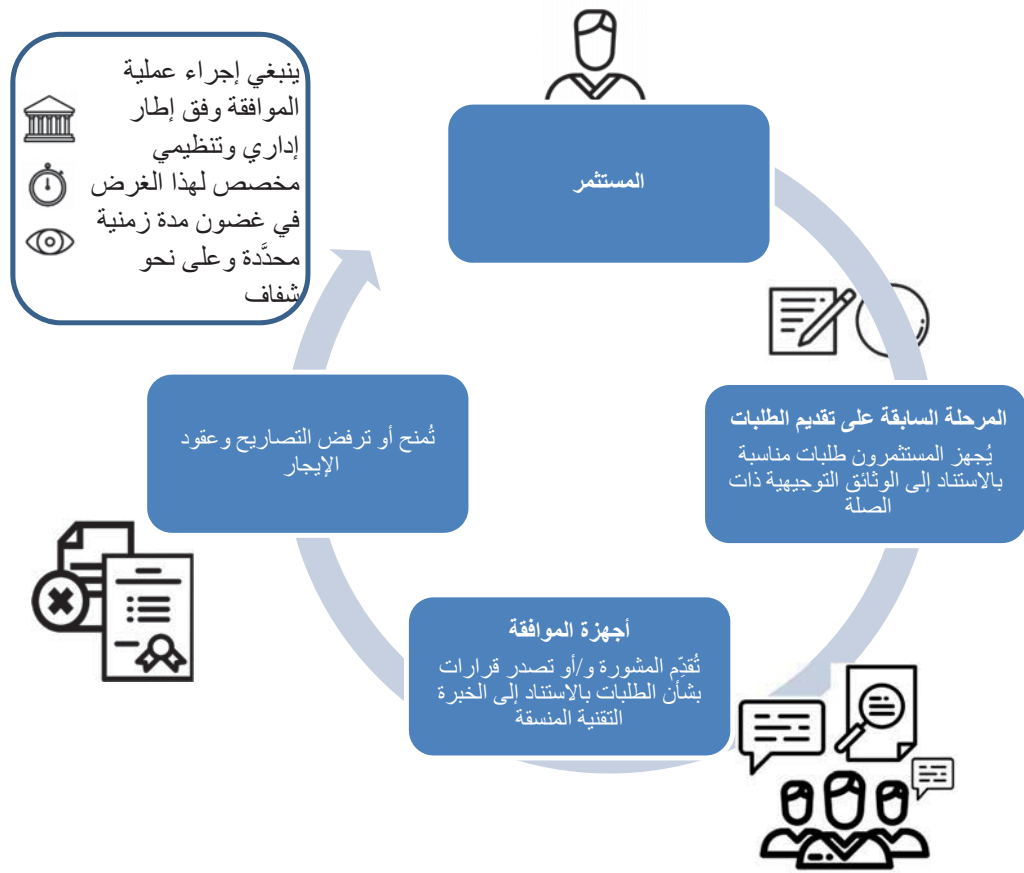 ينبغي إجراء عملية
الموافقة وفق إطار
إداري وتنظيمي
مخصص لهذا الغرض
في غضون مدة زمنية
محدَّدة وعلى نحو
شفاف
المستثمر
المرحلة السابقة على تقديم الطلبات
يُجهز المستثمرون طلبات مناسبة
بالاستناد إلى الوثائق التوجيهية ذات
الصلة
أجهزة الموافقة
تُقدِّم المشورة و/أو تصدر قرارات
بشأن الطلبات بالاستناد إلى الخبرة
التقنية المنسقة
تُمنح أو ترفض التصاريح وعقود
الإيجار